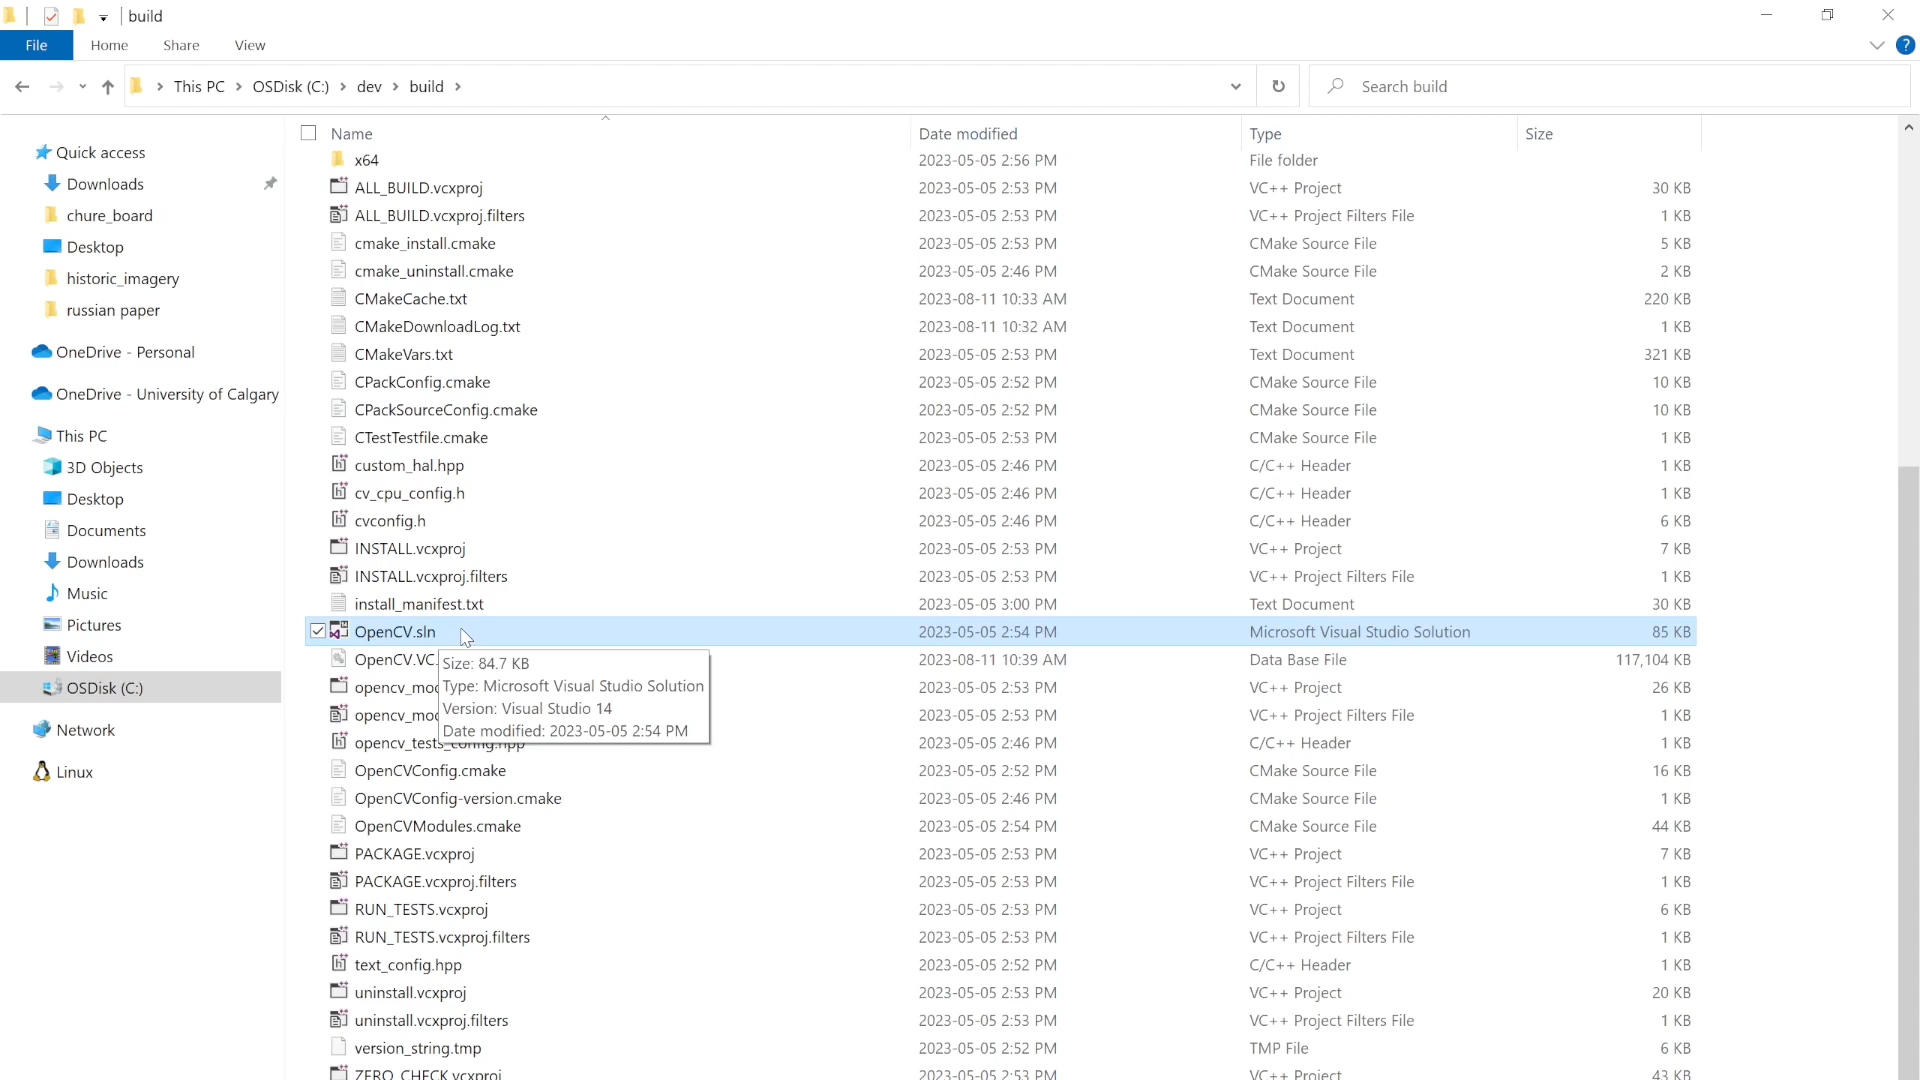 build
File Home Share View
This PC OSDisk (C:) dev build
Search build
Name Date modified Type Size
x64 2023-05-05 2:56 PM File folder
ALL_BUILD.vcxproj 2023-05-05 2:53 PM VC++ Project 30 KB
ALL_BUILD.vcxproj.filters 2023-05-05 2:53 PM VC++ Project Filters File 1 KB
cmake_install.cmake 2023-05-05 2:53 PM CMake Source File 5 KB
cmake_uninstall.cmake 2023-05-05 2:46 PM CMake Source File 2 KB
CMakeCache.txt 2023-08-11 10:33 AM Text Document 220 KB
CMakeDownloadLog.txt 2023-08-11 10:32 AM Text Document 1 KB
CMakeVars.txt 2023-05-05 2:53 PM Text Document 321 KB
CPackConfig.cmake 2023-05-05 2:52 PM CMake Source File 10 KB
CPackSourceConfig.cmake 2023-05-05 2:52 PM CMake Source File 10 KB
CTestTestfile.cmake 2023-05-05 2:53 PM CMake Source File 1 KB
custom_hal.hpp 2023-05-05 2:46 PM C/C++ Header 1 KB
cv_cpu_config.h 2023-05-05 2:46 PM C/C++ Header 1 KB
cvconfig.h 2023-05-05 2:46 PM C/C++ Header 6 KB
INSTALL.vcxproj 2023-05-05 2:53 PM VC++ Project 7 KB
INSTALL.vcxproj.filters 2023-05-05 2:53 PM VC++ Project Filters File 1 KB
install_manifest.txt 2023-05-05 3:00 PM Text Document 30 KB
OpenCV.sln 2023-05-05 2:54 PM Microsoft Visual Studio Solution 85 KB
OpenCV.VC. 2023-08-11 10:39 AM Data Base File 117,104 KB
opencv_mod 2023-05-05 2:53 PM VC++ Project 26 KB
opencv_mod 2023-05-05 2:53 PM VC++ Project Filters File 1 KB
opencv_tests_config.hpp 2023-05-05 2:46 PM C/C++ Header 1 KB
OpenCVConfig.cmake 2023-05-05 2:52 PM CMake Source File 16 KB
OpenCVConfig-version.cmake 2023-05-05 2:46 PM CMake Source File 1 KB
OpenCVModules.cmake 2023-05-05 2:54 PM CMake Source File 44 KB
PACKAGE.vcxproj 2023-05-05 2:53 PM VC++ Project 7 KB
PACKAGE.vcxproj.filters 2023-05-05 2:53 PM VC++ Project Filters File 1 KB
RUN_TESTS.vcxproj 2023-05-05 2:53 PM VC++ Project 6 KB
RUN_TESTS.vcxproj.filters 2023-05-05 2:53 PM VC++ Project Filters File 1 KB
text_config.hpp 2023-05-05 2:52 PM C/C++ Header 1 KB
uninstall.vcxproj 2023-05-05 2:53 PM VC++ Project 20 KB
uninstall.vcxproj.filters 2023-05-05 2:53 PM VC++ Project Filters File 1 KB
version_string.tmp 2023-05-05 2:52 PM TMP File 6 KB
ZERO_CHECK.vcxproj 2023-05-05 2:53 PM VC++ Project 43 KB
Size: 84.7 KB
Type: Microsoft Visual Studio Solution
Version: Visual Studio 14
Date modified: 2023-05-05 2:54 PM
Quick access
Downloads
chure_board
Desktop
historic_imagery
russian paper
OneDrive - Personal
OneDrive - University of Calgary
This PC
3D Objects
Desktop
Documents
Downloads
Music
Pictures
Videos
OSDisk (C:)
Network
Linux